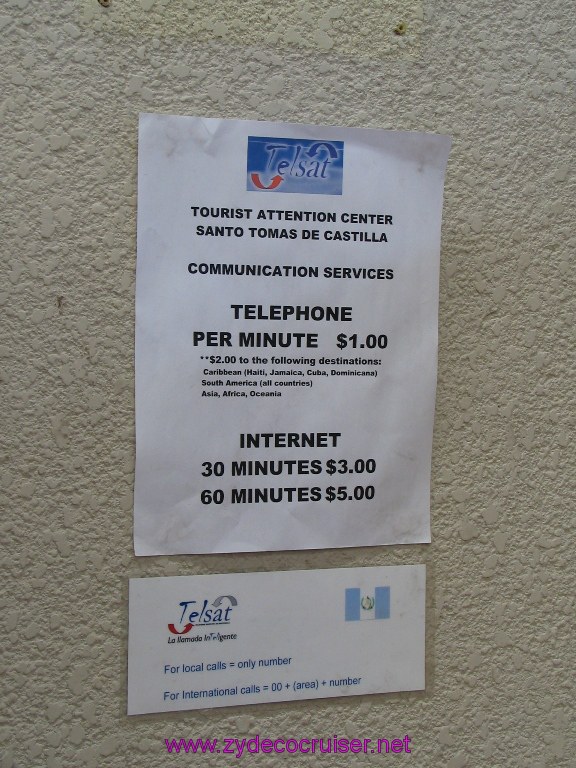 Telsat
TOURIST ATTENTION CENTER
SANTO TOMAS DE CASTILLA
COMMUNICATION SERVICES
TELEPHONE
PER MINUTE $1.00
**$2.00 to the following destinations:
Caribbean (Haiti, Jamaica, Cuba, Dominicana)
South America (all countries)
Asia, Africa, Oceania
INTERNET
30 MINUTES $3.00
60 MINUTES $5.00
Telsat
La llamada InTeligente
For local calls = only number
For International calls = 00 + (area) + number
www.zydecocruiser.net